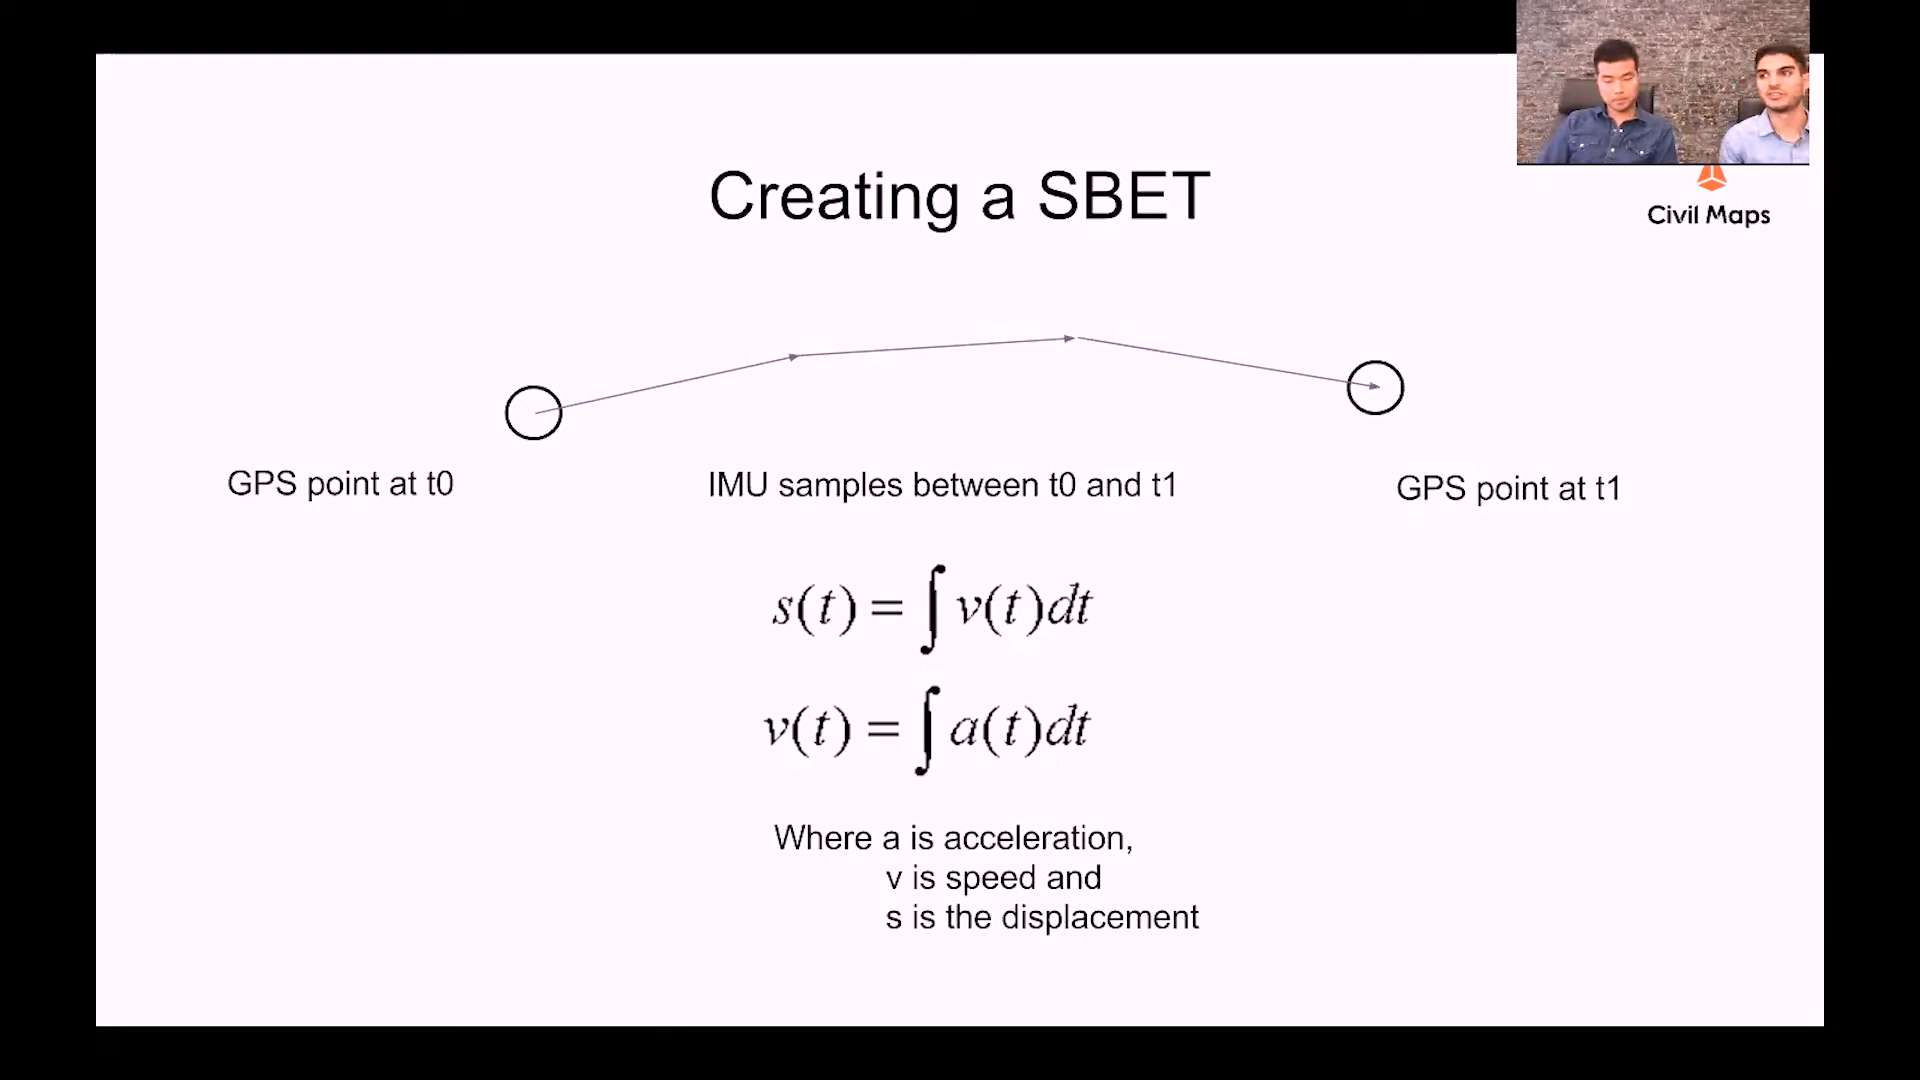 Creating a SBET
Civil Maps
GPS point at t0
IMU samples between t0 and t1
GPS point at t1
s(t) = ∫ v(t)dt
v(t) = ∫ a(t)dt
Where a is acceleration,
v is speed and
s is the displacement